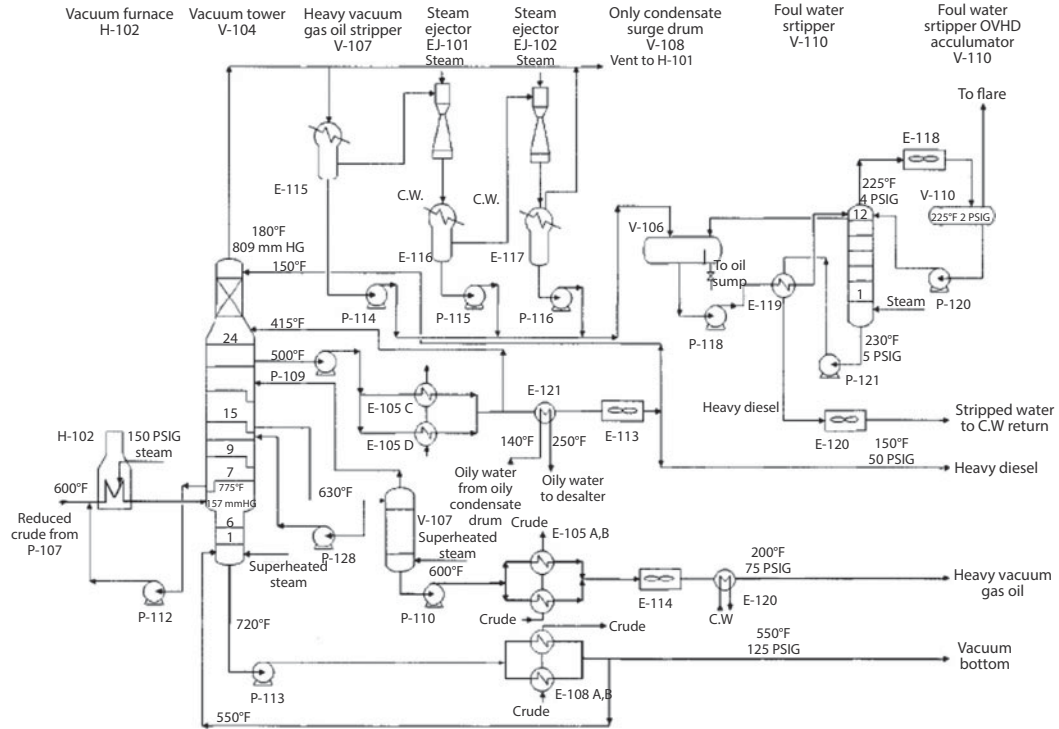 Vacuum furnace
H-102
Vacuum tower
V-104
Heavy vacuum
gas oil stripper
V-107
Steam
ejector
EJ-101
Steam
Steam
ejector
EJ-102
Steam
Only condensate
surge drum
V-108
Vent to H-101
Foul water
srtipper
V-110
Foul water
srtipper OVHD
acculumator
V-110
To flare
E-118
225°F
4 PSIG
V-110
225°F 2 PSIG
12
E-115
C.W.
C.W.
V-106
180°F
809 mm HG
150°F
E-116
E-117
To oil
sump
E-119
1
Steam
P-120
P-114
P-115
P-116
P-118
230°F
5 PSIG
P-121
24
415°F
500°F
P-109
E-105 C
E-105 D
E-121
E-113
Heavy diesel
E-120
Stripped water
to C.W return
150°F
50 PSIG
Heavy diesel
15
9
7
775°F
157 mmHG
6
1
H-102
150 PSIG
steam
600°F
Reduced
crude from
P-107
140°F
250°F
Oily water
from oily
condensate
drum
Oily water
to desalter
630°F
P-128
V-107
Superheated
steam
Superheated
steam
P-112
600°F
P-110
Crude
E-105 A,B
Crude
E-114
E-120
C.W
200°F
75 PSIG
Heavy vacuum
gas oil
720°F
P-113
Crude
E-108 A,B
Crude
550°F
125 PSIG
Vacuum
bottom
550°F